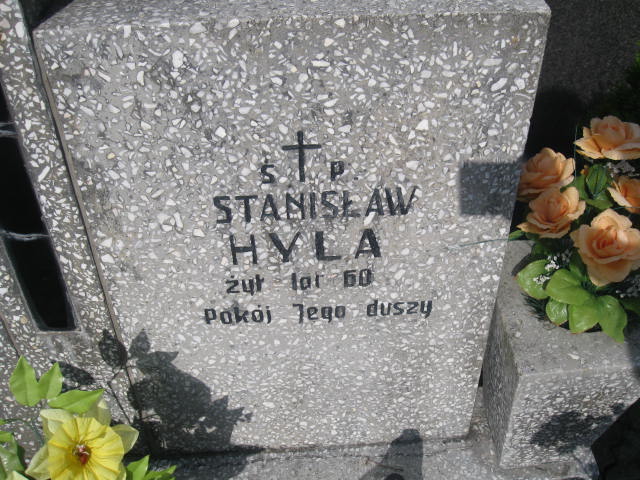 Ś. P.
STANISŁAW
HYLA
żył lat 60
Pokój Jego duszy